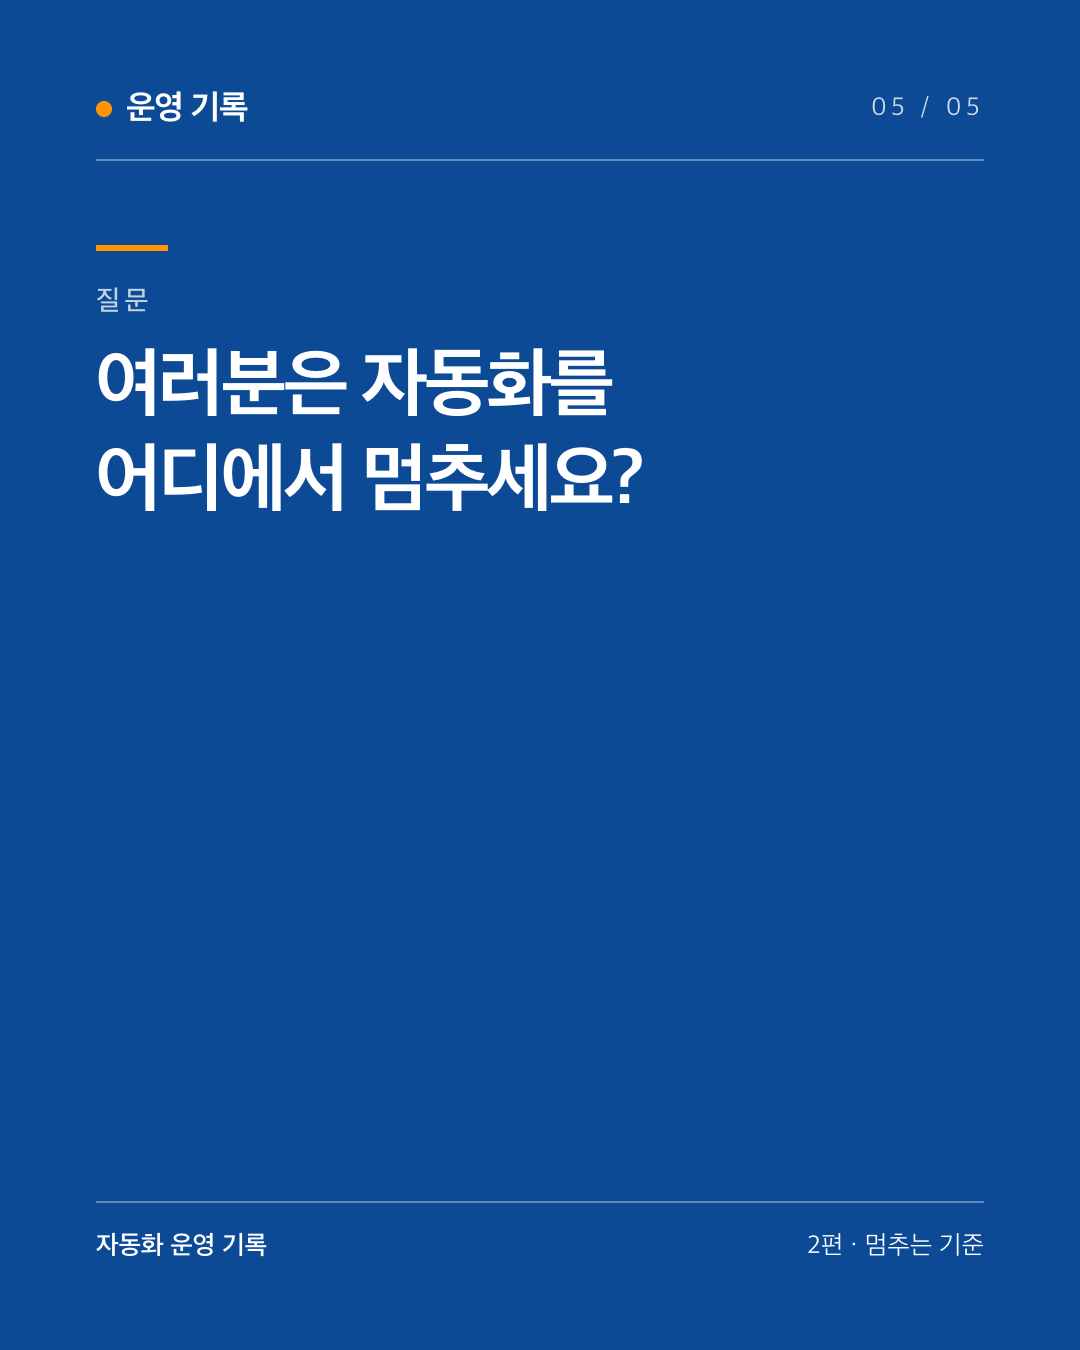 운영 기록
05 / 05
질문
여러분은 자동화를
어디에서 멈추세요?
자동화 운영 기록
2편 · 멈추는 기준